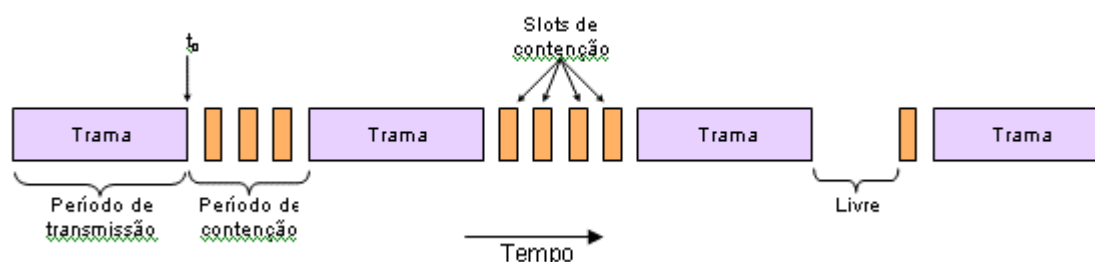 Slots de
contenção
t₀
Trama
Trama
Trama
Trama
Período de
transmissão
Período de
contenção
Livre
Tempo